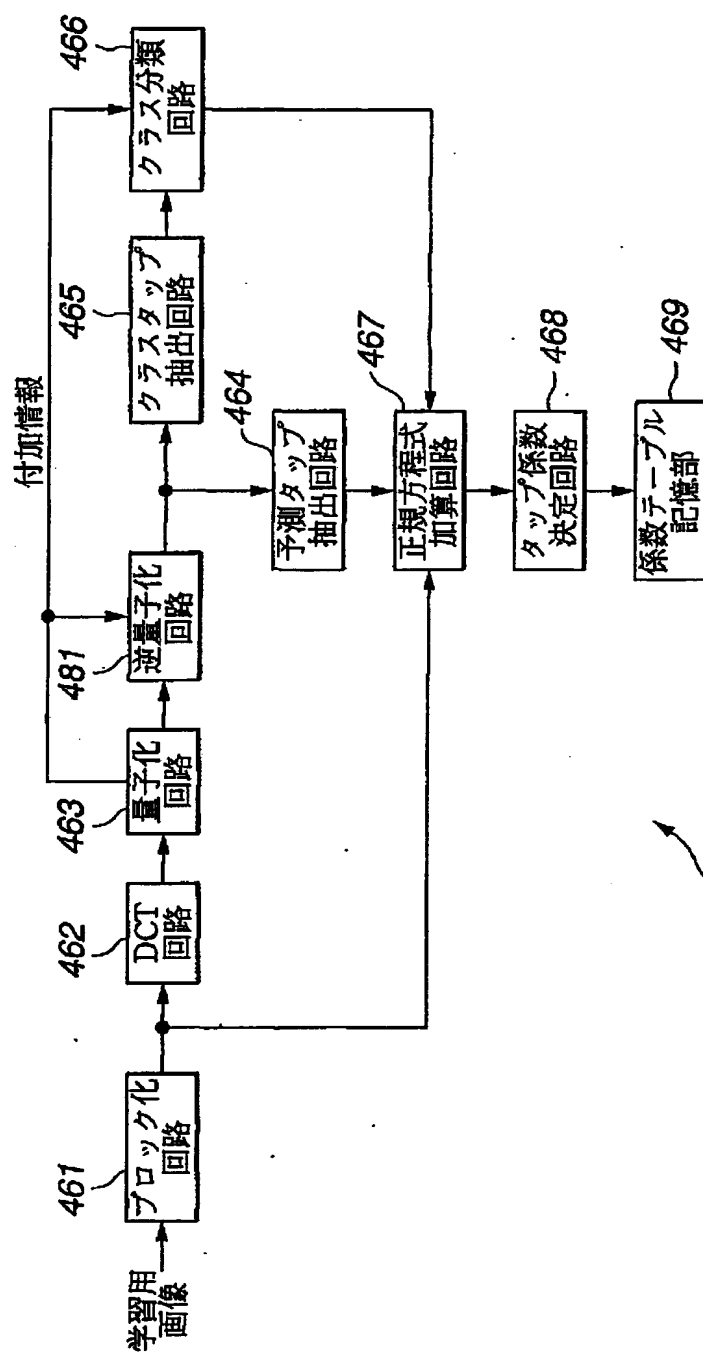 学習用
画像
461
ブロック化
回路
462
DCT
回路
463
量子化
回路
付加情報
481
逆量子化
回路
465
クラスタップ
抽出回路
466
クラス分類
回路
464
予測タップ
抽出回路
467
正規方程式
加算回路
468
タップ係数
決定回路
469
係数テーブル
記憶部